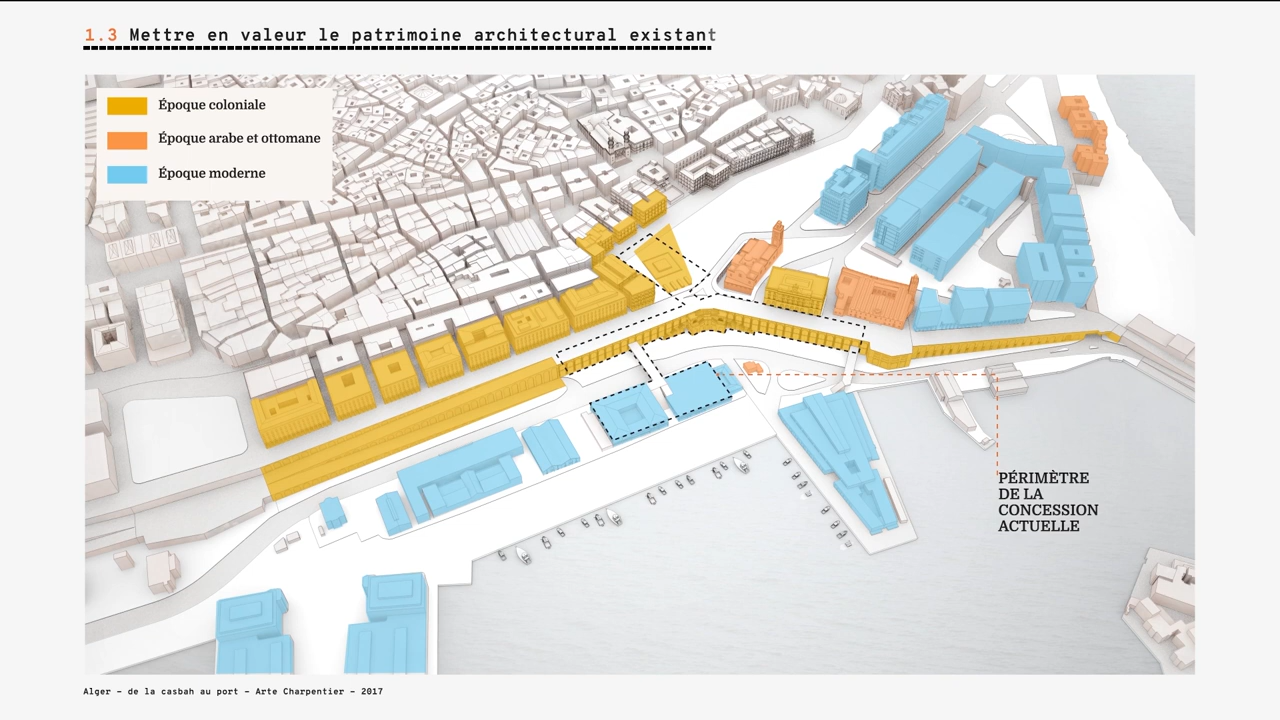 1.3 Mettre en valeur le patrimoine architectural existant
Époque coloniale
Époque arabe et ottomane
Époque moderne
PÉRIMÈTRE
DE LA
CONCESSION
ACTUELLE
Alger – de la casbah au port – Arte Charpentier – 2017